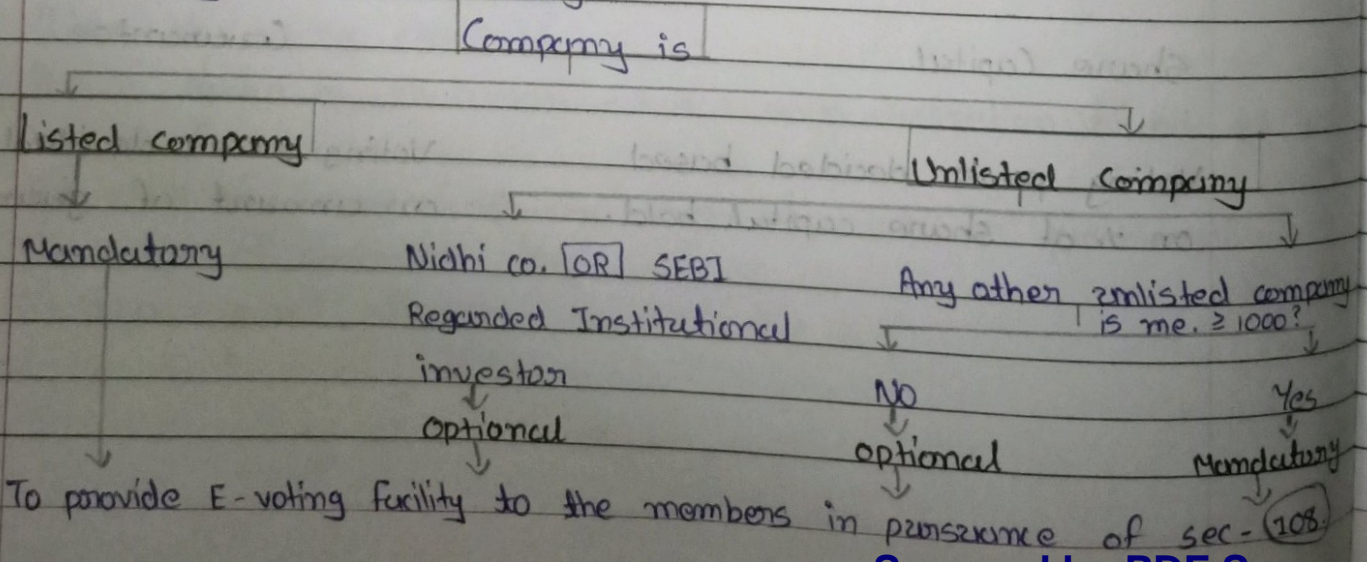 Company is
Listed company
Unlisted Company
Mandatory
Nidhi co. OR SEBI
Regarded Institutional
investor
Optional
Any other unlisted company
is me. ≥ 1000?
NO
optional
Yes
Mandatory
To provide E-voting facility to the members in pursuance of sec-108